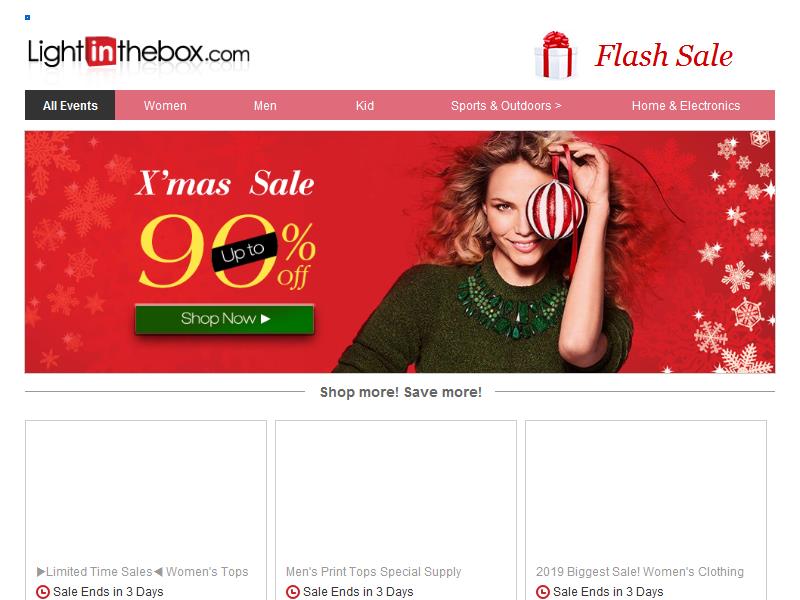 Lightinthebox.com
Flash Sale
All Events Women Men Kid Sports & Outdoors > Home & Electronics
X'mas Sale
Up to 90% off
Shop Now ►
Shop more! Save more!
►Limited Time Sales◄ Women's Tops
Sale Ends in 3 Days
Men's Print Tops Special Supply
Sale Ends in 3 Days
2019 Biggest Sale! Women's Clothing
Sale Ends in 3 Days